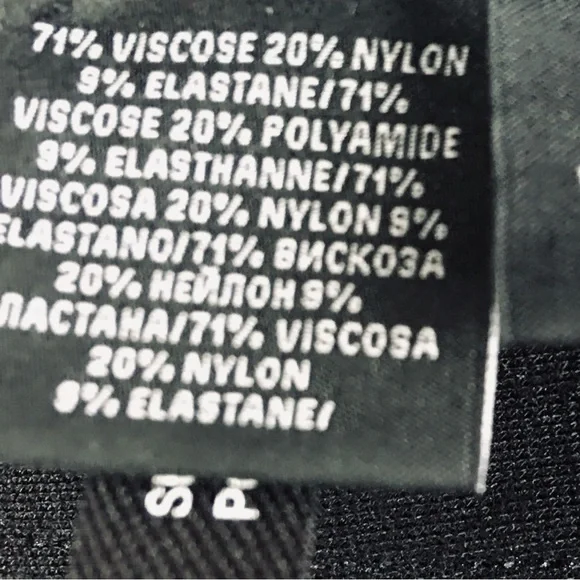 71% VISCOSE 20% NYLON
9% ELASTANE/71%
VISCOSE 20% POLYAMIDE
9% ELASTHANNE/71%
VISCOSA 20% NYLON 9%
ELASTANO/71% ВИСКОЗА
20% НЕЙЛОН 9%
ЛАСТАНА/71% VISCOSA
20% NYLON
9% ELASTANE/